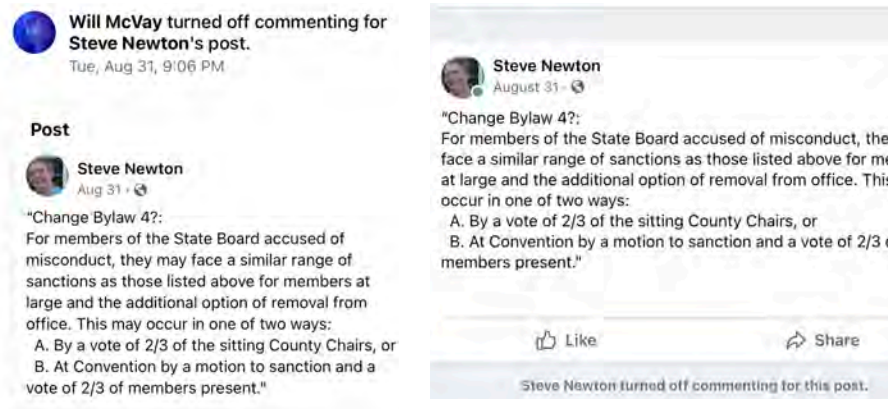 Will McVay turned off commenting for
Steve Newton's post.
Tue, Aug 31, 9:06 PM
Post
Steve Newton
Aug 31 ·
"Change Bylaw 4?:
For members of the State Board accused of
misconduct, they may face a similar range of
sanctions as those listed above for members at
large and the additional option of removal from
office. This may occur in one of two ways:
A. By a vote of 2/3 of the sitting County Chairs, or
B. At Convention by a motion to sanction and a
vote of 2/3 of members present."
Steve Newton
August 31 ·
"Change Bylaw 4?:
For members of the State Board accused of misconduct, the
face a similar range of sanctions as those listed above for me
at large and the additional option of removal from office. This
occur in one of two ways:
A. By a vote of 2/3 of the sitting County Chairs, or
B. At Convention by a motion to sanction and a vote of 2/3
members present."
Like
Share
Steve Newton turned off commenting for this post.